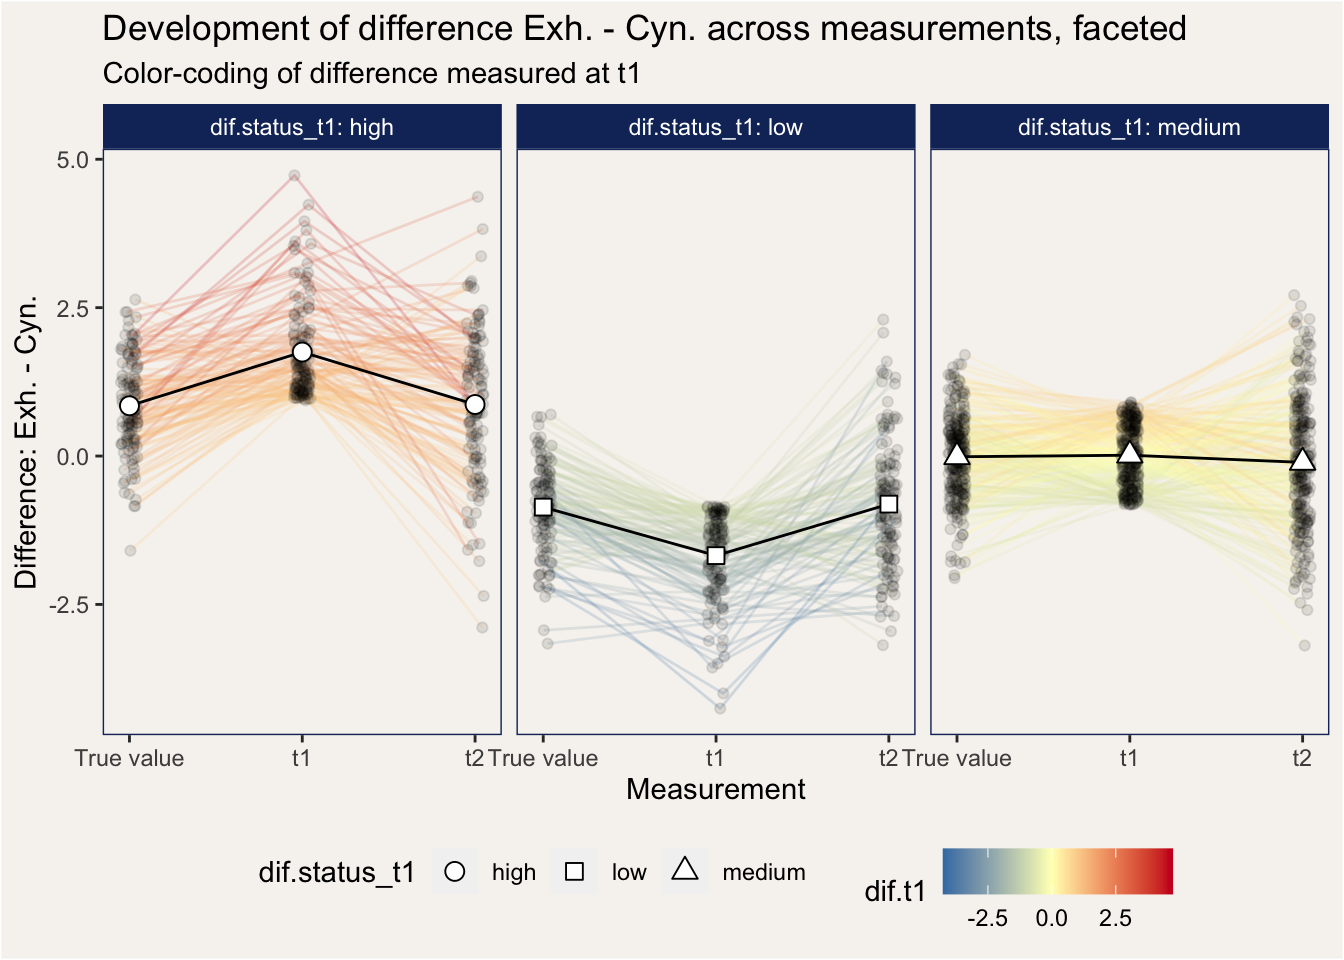 Development of difference Exh. - Cyn. across measurements, faceted
Color-coding of difference measured at t1
dif.status_t1: high
dif.status_t1: low
dif.status_t1: medium
Difference: Exh. - Cyn.
5.0
2.5
0.0
-2.5
True value t1 t2
True value t1 t2
True value t1 t2
Measurement
dif.status_t1 high low medium
dif.t1
-2.5 0.0 2.5